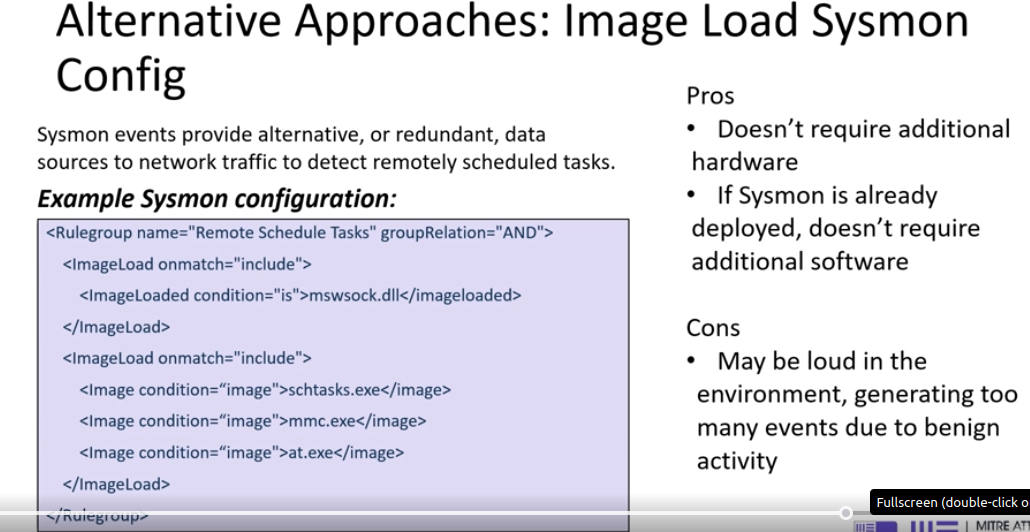 Alternative Approaches: Image Load Sysmon
Config
Sysmon events provide alternative, or redundant, data
sources to network traffic to detect remotely scheduled tasks.
Example Sysmon configuration:
<Rulegroup name="Remote Schedule Tasks" groupRelation="AND">
<ImageLoad onmatch="include">
<ImageLoaded condition="is">mswsock.dll</imageloaded>
</ImageLoad>
<ImageLoad onmatch="include">
<Image condition=“image">schtasks.exe</image>
<Image condition=“image">mmc.exe</image>
<Image condition=“image">at.exe</image>
</ImageLoad>
</Rulegroup>
Pros
• Doesn’t require additional
hardware
• If Sysmon is already
deployed, doesn’t require
additional software
Cons
• May be loud in the
environment, generating too
many events due to benign
activity
Fullscreen (double-click o
| MITRE ATT